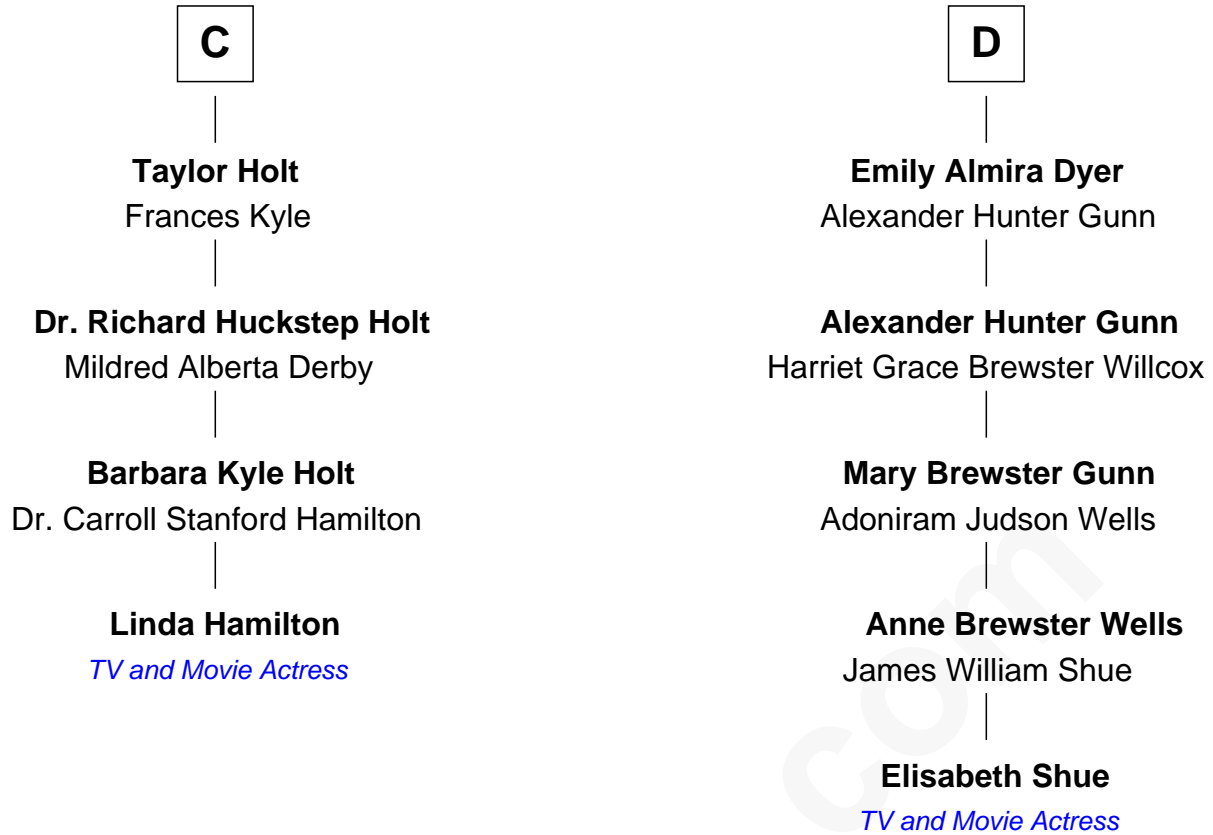 C
Taylor Holt
Frances Kyle
Dr. Richard Huckstep Holt
Mildred Alberta Derby
Barbara Kyle Holt
Dr. Carroll Stanford Hamilton
Linda Hamilton
TV and Movie Actress
D
Emily Almira Dyer
Alexander Hunter Gunn
Alexander Hunter Gunn
Harriet Grace Brewster Willcox
Mary Brewster Gunn
Adoniram Judson Wells
Anne Brewster Wells
James William Shue
Elisabeth Shue
TV and Movie Actress
com